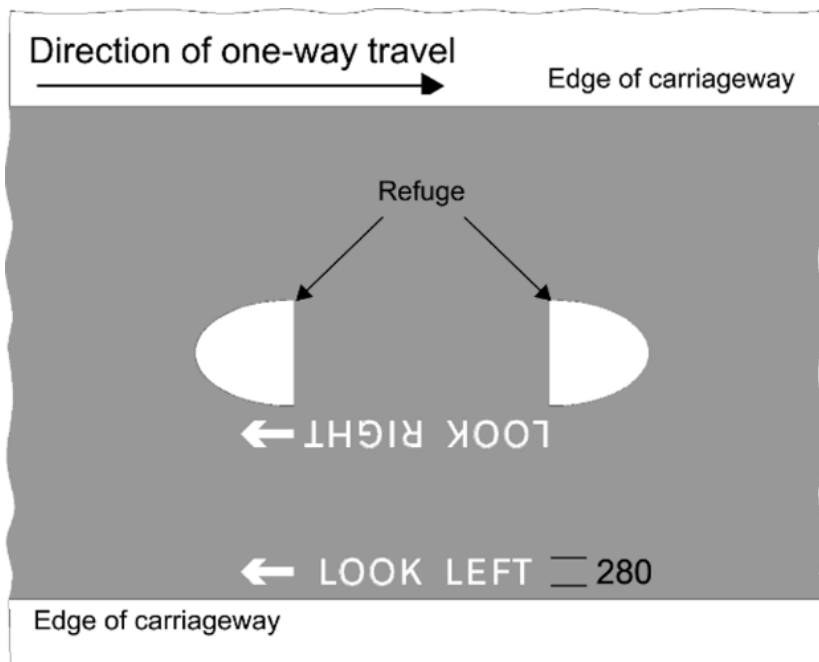 Direction of one-way travel
Edge of carriageway
Refuge
LOOK RIGHT
LOOK LEFT
280
Edge of carriageway